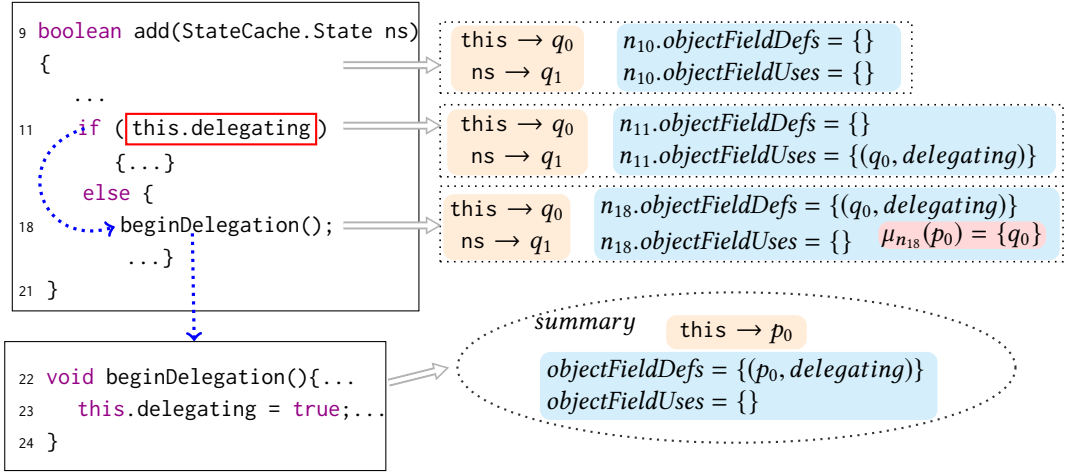 9 boolean add(StateCache.State ns)
{
...
11 if (this.delegating)
{...}
else {
18 beginDelegation();
...}
21 }
22 void beginDelegation(){...
23 this.delegating = true;...
24 }
this → q₀
ns → q₁
n₁₀.objectFieldDefs = {}
n₁₀.objectFieldUses = {}
this → q₀
ns → q₁
n₁₁.objectFieldDefs = {}
n₁₁.objectFieldUses = {(q₀, delegating)}
this → q₀
ns → q₁
n₁₈.objectFieldDefs = {(q₀, delegating)}
n₁₈.objectFieldUses = {} μₙ₁₈(p₀) = {q₀}
summary
this → p₀
objectFieldDefs = {(p₀, delegating)}
objectFieldUses = {}